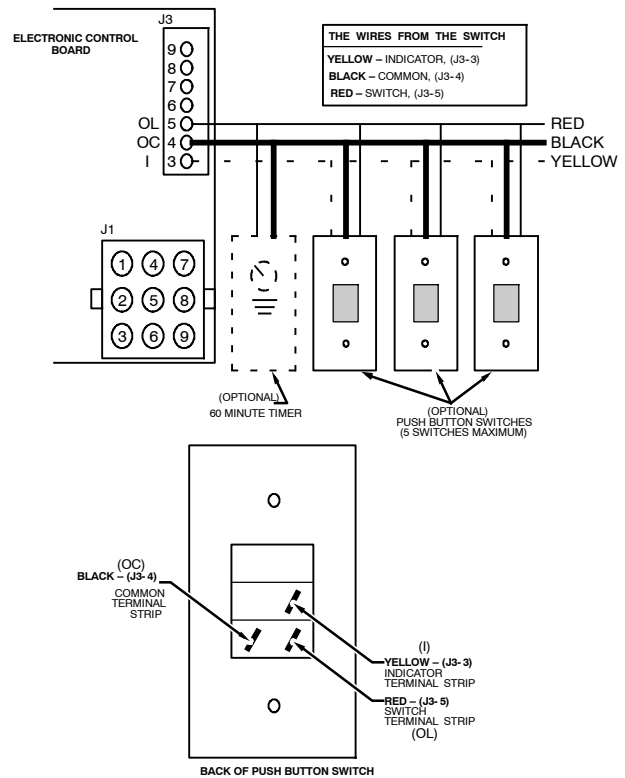 J3
ELECTRONIC CONTROL
BOARD
THE WIRES FROM THE SWITCH
YELLOW – INDICATOR, (J3-3)
BLACK – COMMON, (J3-4)
RED – SWITCH, (J3-5)
9
8
7
6
OL 5
OC 4
I 3
RED
BLACK
YELLOW
J1
1 4 7
2 5 8
3 6 9
(OPTIONAL)
60 MINUTE TIMER
(OPTIONAL)
PUSH BUTTON SWITCHES
(5 SWITCHES MAXIMUM)
(OC)
BLACK – (J3-4)
COMMON
TERMINAL
STRIP
(I)
YELLOW – (J3-3)
INDICATOR
TERMINAL STRIP
RED – (J3-5)
SWITCH
TERMINAL STRIP
(OL)
BACK OF PUSH BUTTON SWITCH